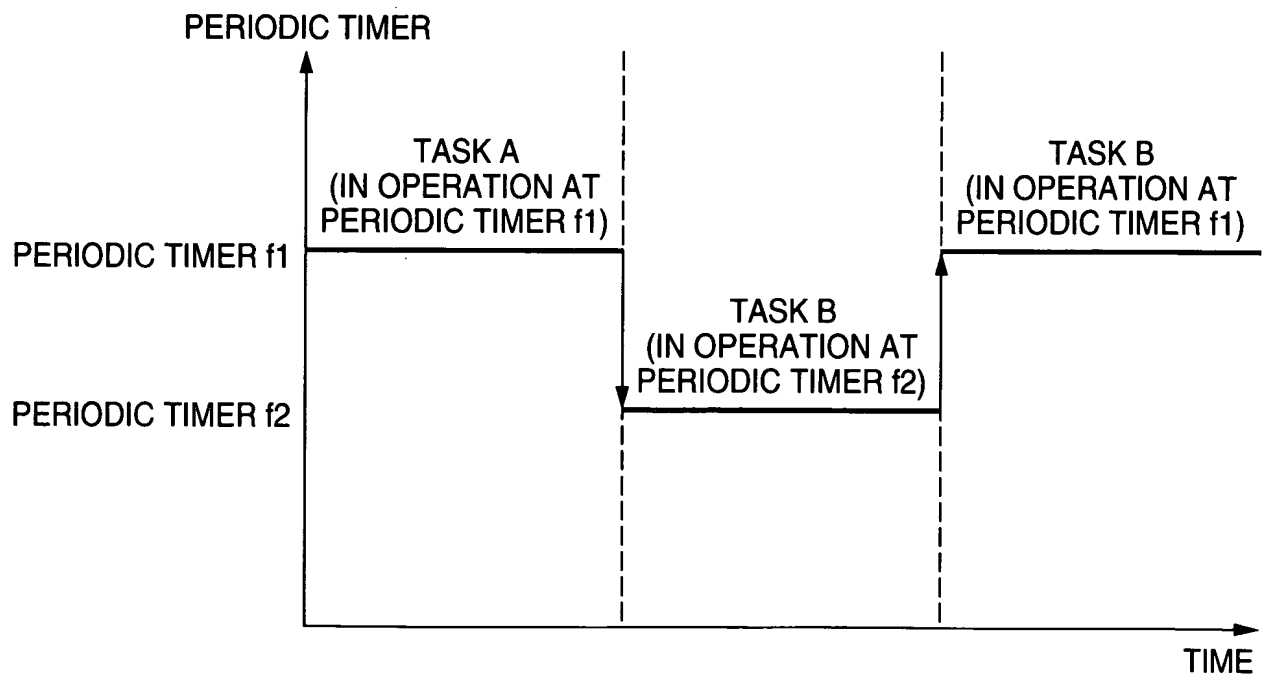 PERIODIC TIMER
TASK A
(IN OPERATION AT
PERIODIC TIMER f1)
TASK B
(IN OPERATION AT
PERIODIC TIMER f1)
PERIODIC TIMER f1
TASK B
(IN OPERATION AT
PERIODIC TIMER f2)
PERIODIC TIMER f2
TIME